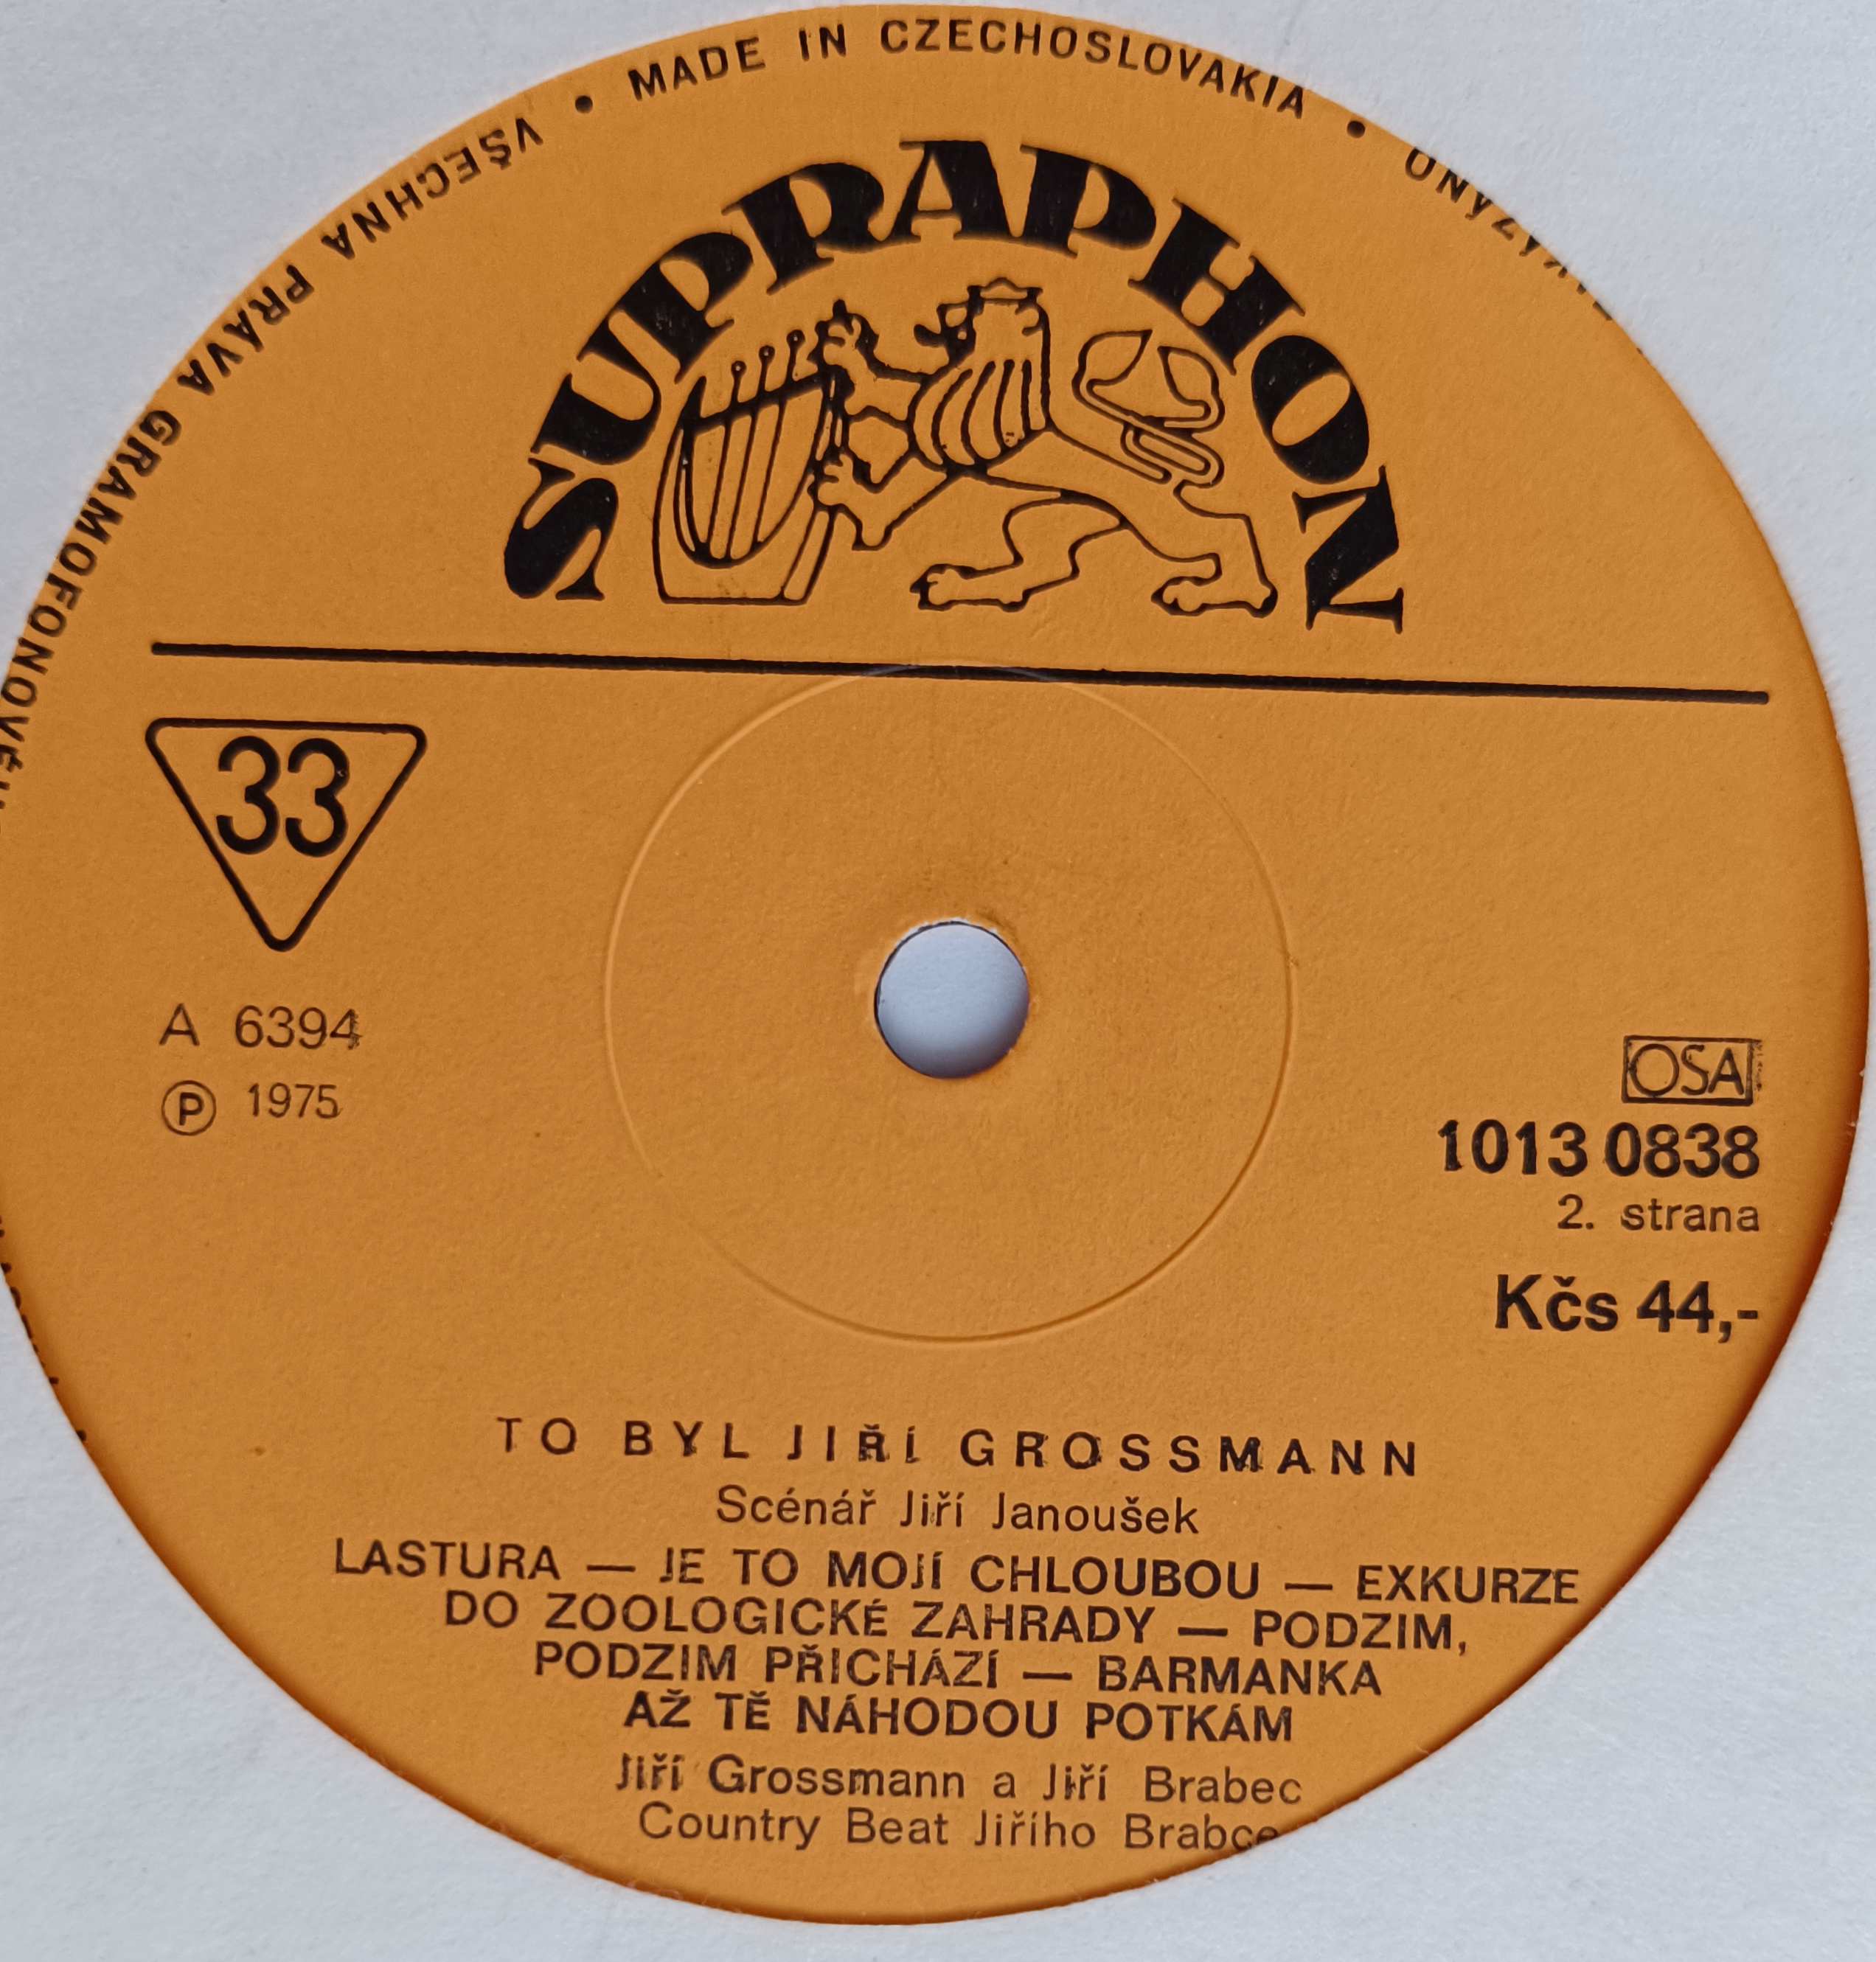 VŠECHNA PRÁVA GRAMOFONOVÉ
• MADE IN CZECHOSLOVAKIA •
SUPRAPHON
33
A 6394
Ⓟ 1975
OSA
1013 0838
2. strana
Kčs 44,-
TO BYL JIŘÍ GROSSMANN
Scénář Jiří Janoušek
LASTURA — JE TO MOJÍ CHLOUBOU — EXKURZE
DO ZOOLOGICKÉ ZAHRADY — PODZIM,
PODZIM PŘICHÁZÍ — BARMANKA
AŽ TĚ NÁHODOU POTKÁM
Jiří Grossmann a Jiří Brabec
Country Beat Jiřího Brabce